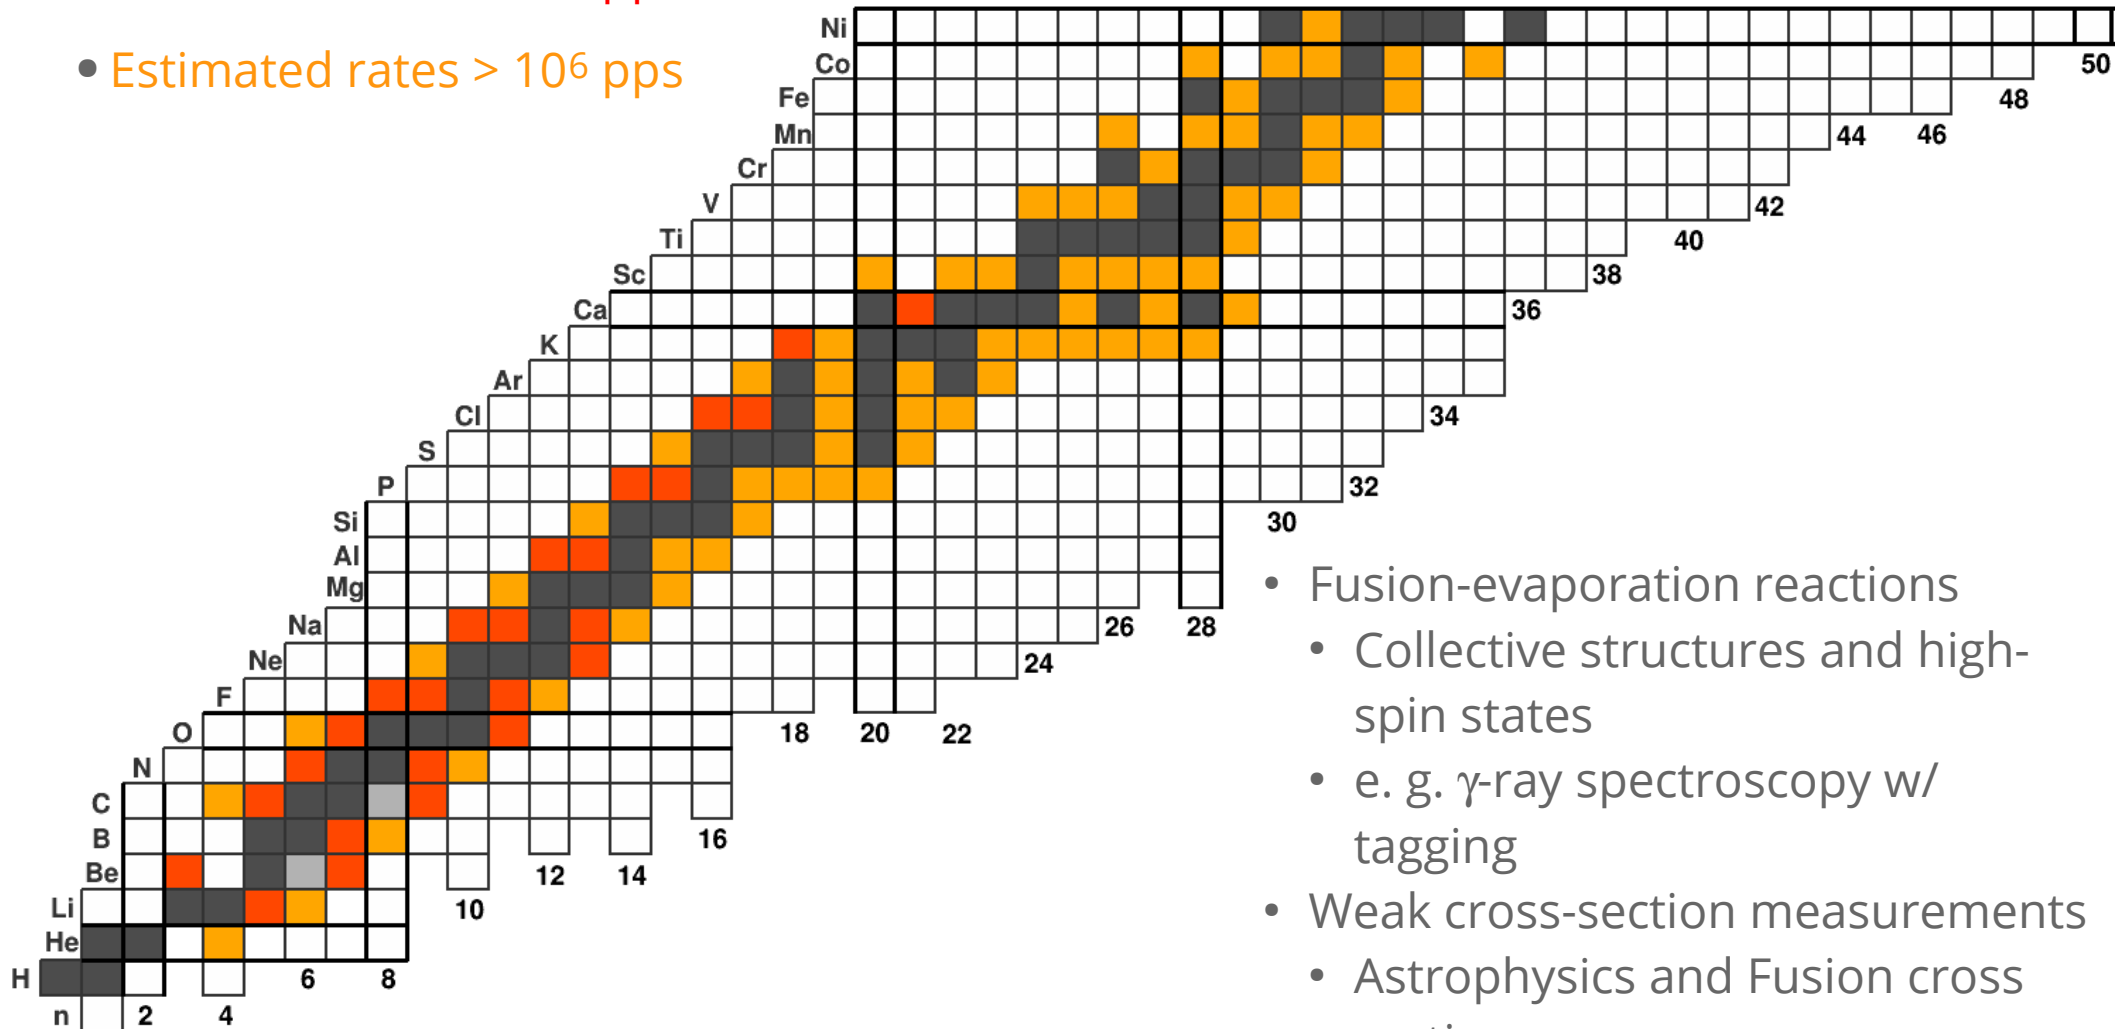 • Estimated rates > 10⁶ pps
Ni
Co
50
Fe
48
Mn
44 46
Cr
V
42
Ti
40
Sc
38
Ca
36
K
Ar
Cl
34
S
P
32
Si
30
Al
Mg
Na
26 28
Ne
24
F
O
18 20 22
N
C
B
16
Be
12 14
Li
10
He
H
6 8
n
2 4
• Fusion-evaporation reactions
• Collective structures and high-
spin states
• e. g. γ-ray spectroscopy w/
tagging
• Weak cross-section measurements
• Astrophysics and Fusion cross